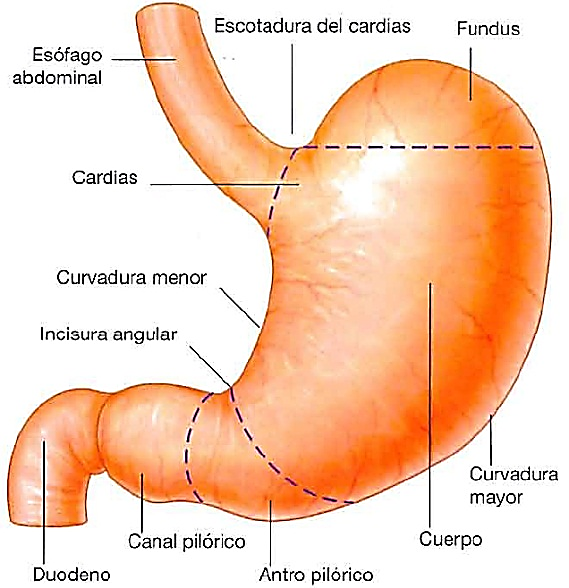 Escotadura del cardias
Fundus
Esófago
abdominal
Cardias
Curvadura menor
Incisura angular
Curvadura
mayor
Cuerpo
Canal pilórico
Duodeno
Antro pilórico